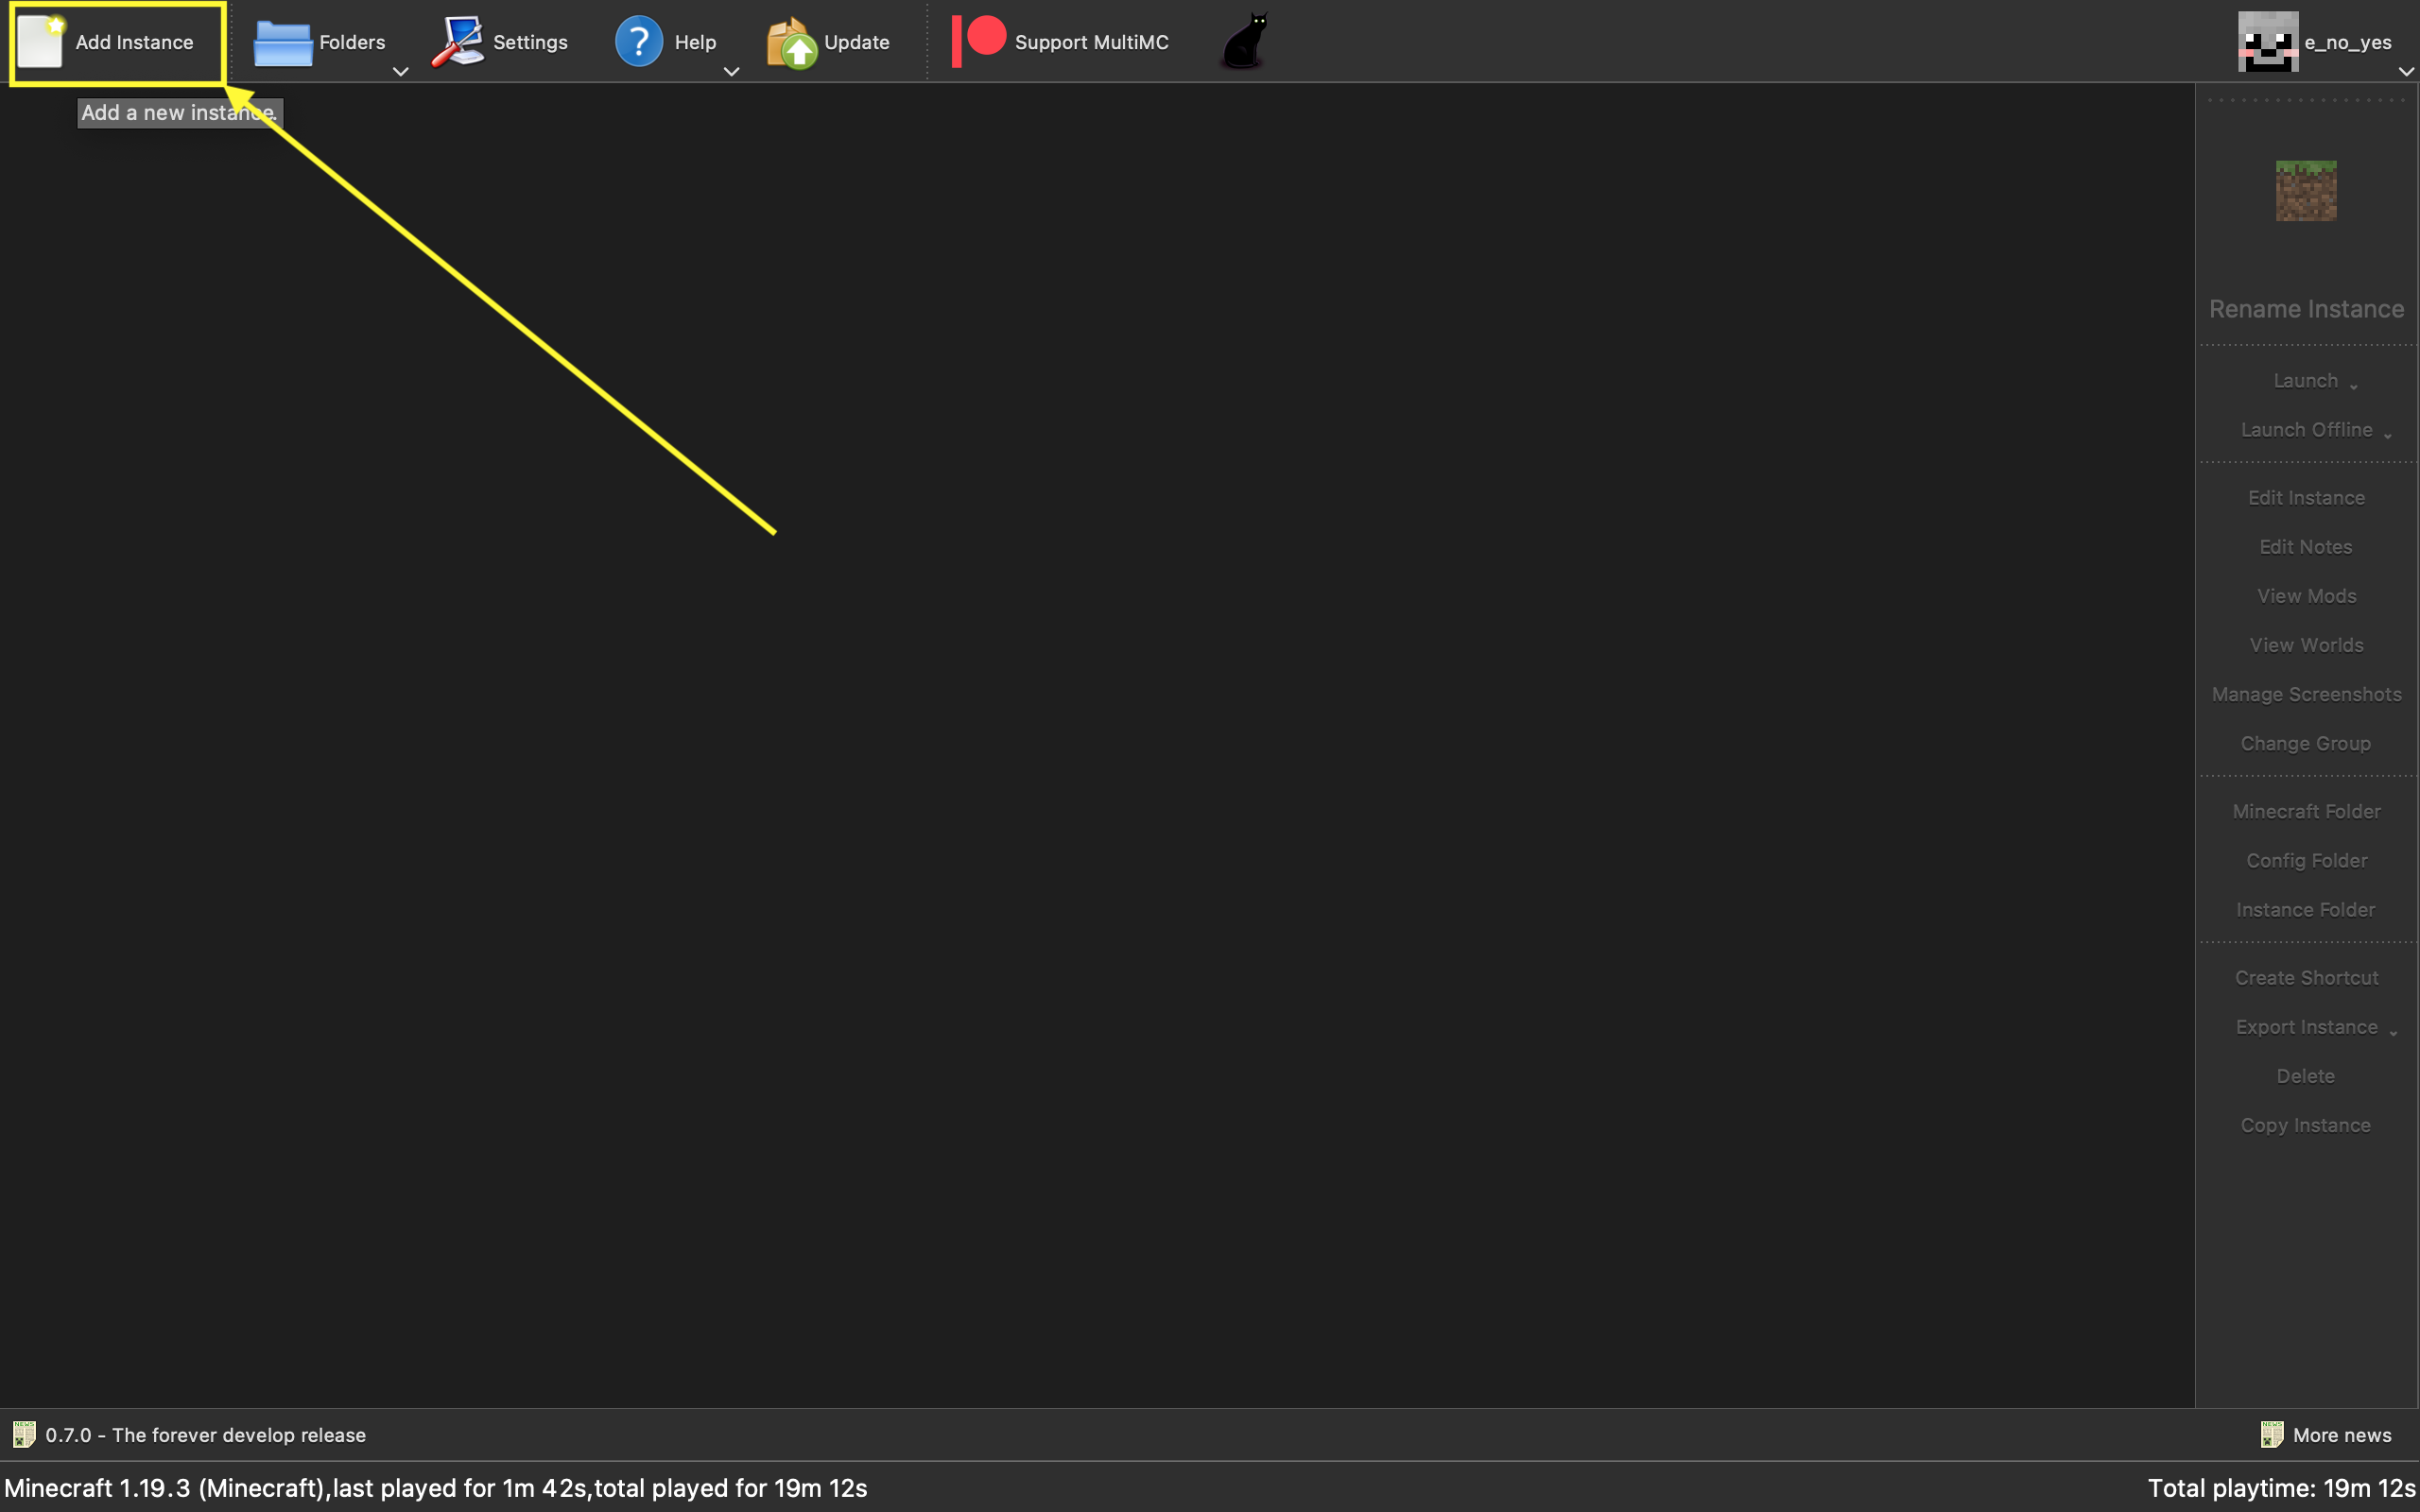 Add Instance
Folders
Settings
? Help
Update
Support MultiMC
e_no_yes
Add a new instance.
Rename Instance
Launch
Launch Offline
Edit Instance
Edit Notes
View Mods
View Worlds
Manage Screenshots
Change Group
Minecraft Folder
Config Folder
Instance Folder
Create Shortcut
Export Instance
Delete
Copy Instance
NEWS 0.7.0 - The forever develop release
NEWS More news
Minecraft 1.19.3 (Minecraft),last played for 1m 42s,total played for 19m 12s
Total playtime: 19m 12s